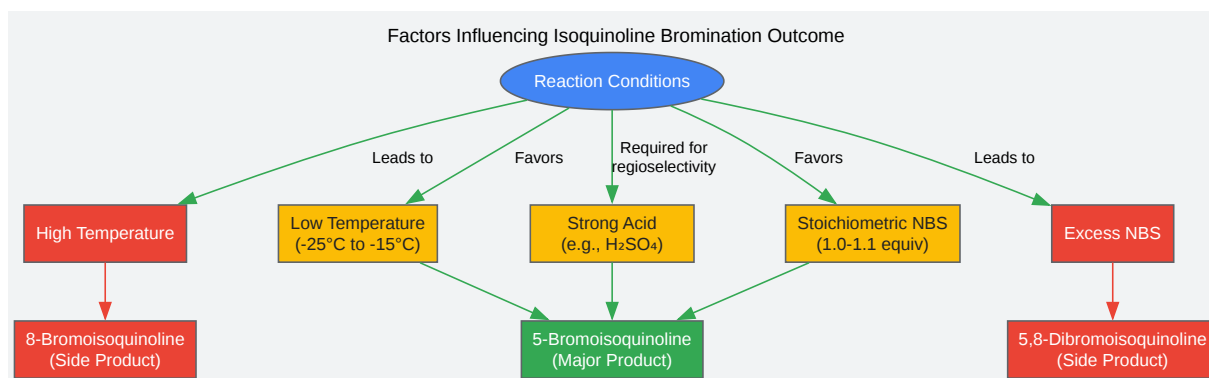 Factors Influencing Isoquinoline Bromination Outcome
Reaction Conditions
Leads to
Favors
Required for
regioselectivity
Favors
Leads to
High Temperature
Low Temperature
(-25°C to -15°C)
Strong Acid
(e.g., H₂SO₄)
Stoichiometric NBS
(1.0-1.1 equiv)
Excess NBS
8-Bromoisoquinoline
(Side Product)
5-Bromoisoquinoline
(Major Product)
5,8-Dibromoisoquinoline
(Side Product)